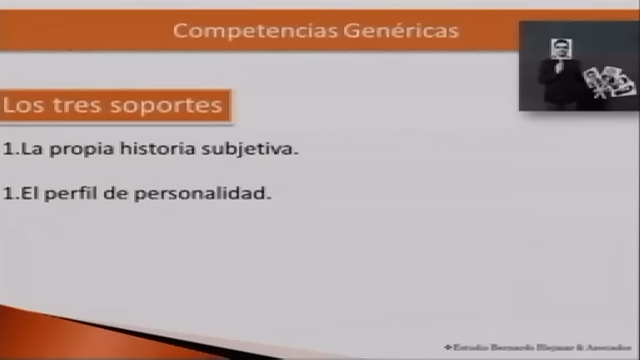 Competencias Genéricas
Los tres soportes
1.La propia historia subjetiva.
1.El perfil de personalidad.
Estudio Bernardo Blejmar & Asociados